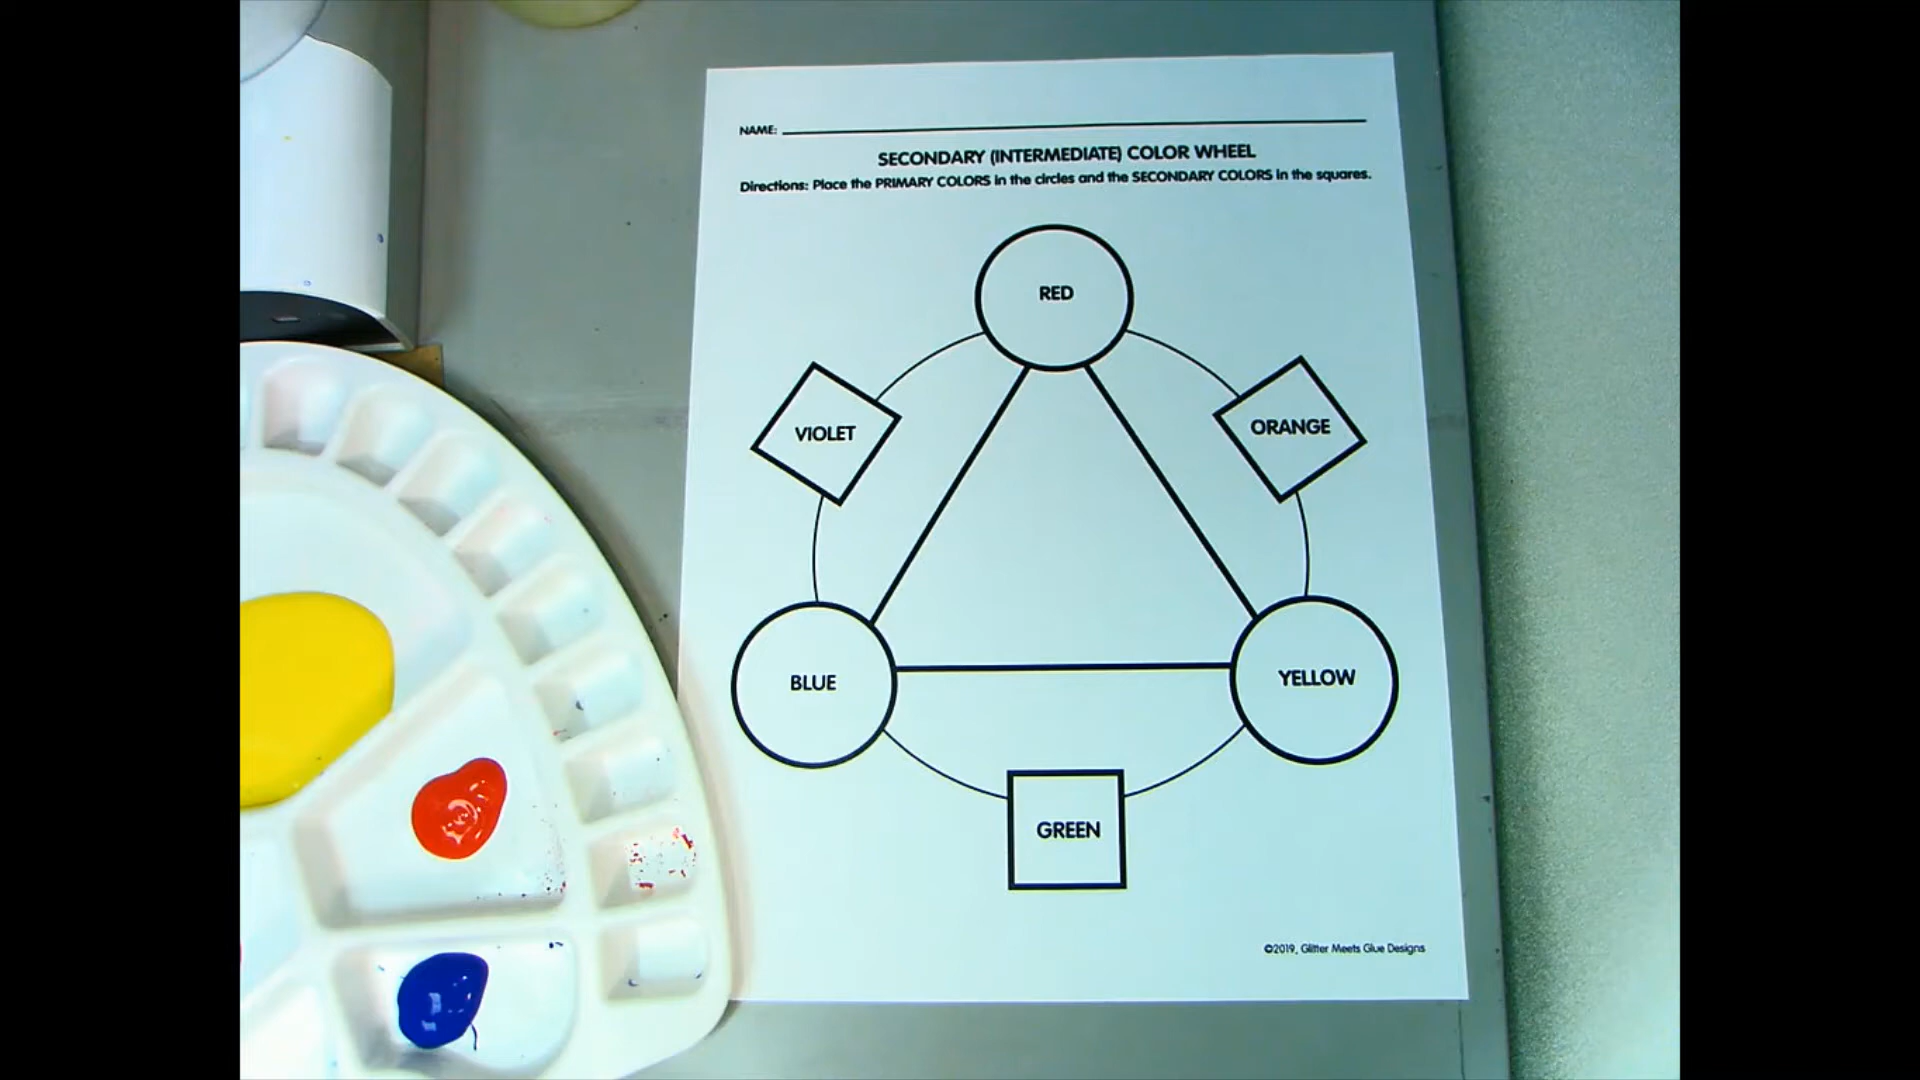 NAME:
SECONDARY (INTERMEDIATE) COLOR WHEEL
Directions: Place the PRIMARY COLORS in the circles and the SECONDARY COLORS in the squares.
RED
VIOLET
ORANGE
BLUE
YELLOW
GREEN
©2019, Glitter Meets Glue Designs